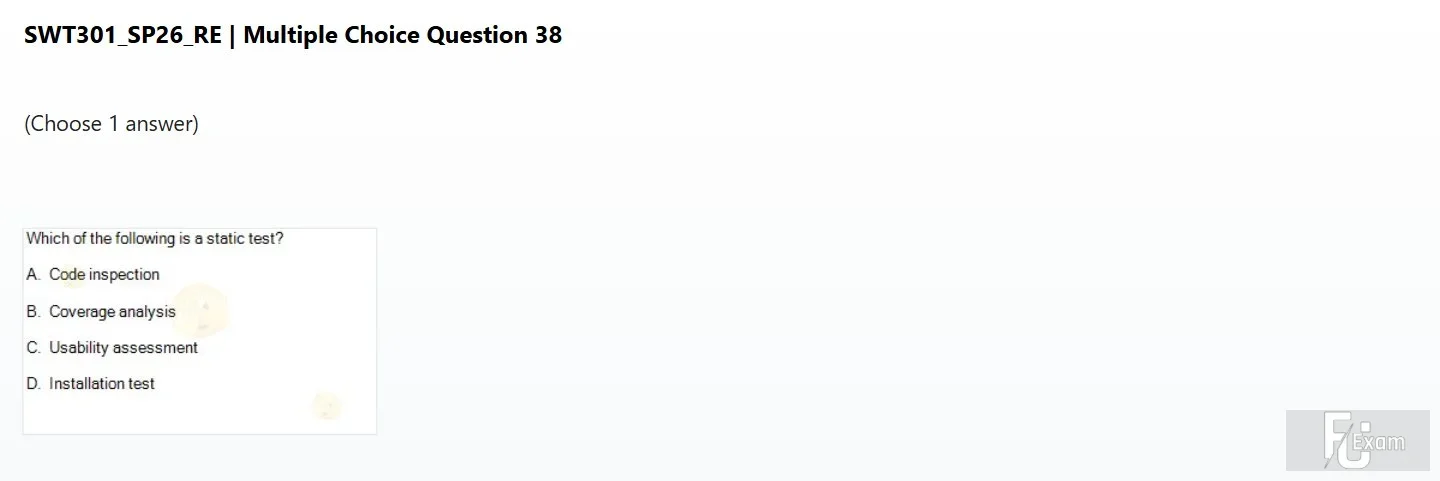 SWT301_SP26_RE | Multiple Choice Question 38
(Choose 1 answer)
Which of the following is a static test?
A. Code inspection
B. Coverage analysis
C. Usability assessment
D. Installation test
FU Exam